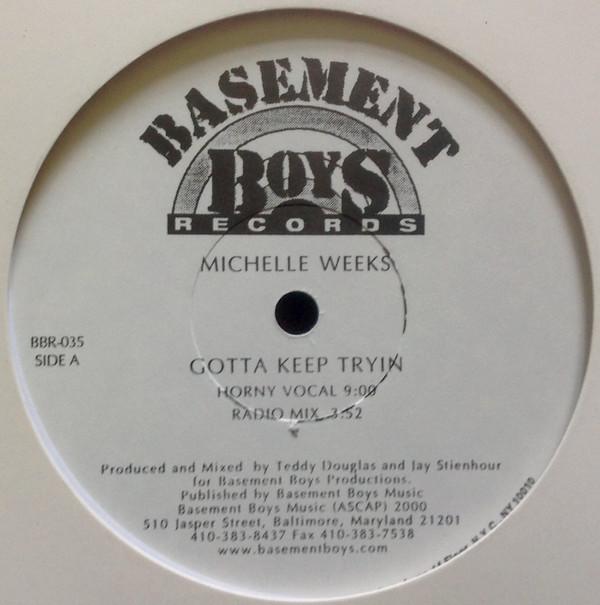 BASEMENT
BOYS
RECORDS
MICHELLE WEEKS
BBR-035
SIDE A
GOTTA KEEP TRYIN
HORNY VOCAL 9:00
RADIO MIX 3:52
Produced and Mixed by Teddy Douglas and Jay Stienhour
for Basement Boys Productions.
Published by Basement Boys Music
Basement Boys Music (ASCAP) 2000
510 Jasper Street, Baltimore, Maryland 21201
410-383-8437 Fax 410-383-7538
www.basementboys.com
N.Y.C. NY 10010